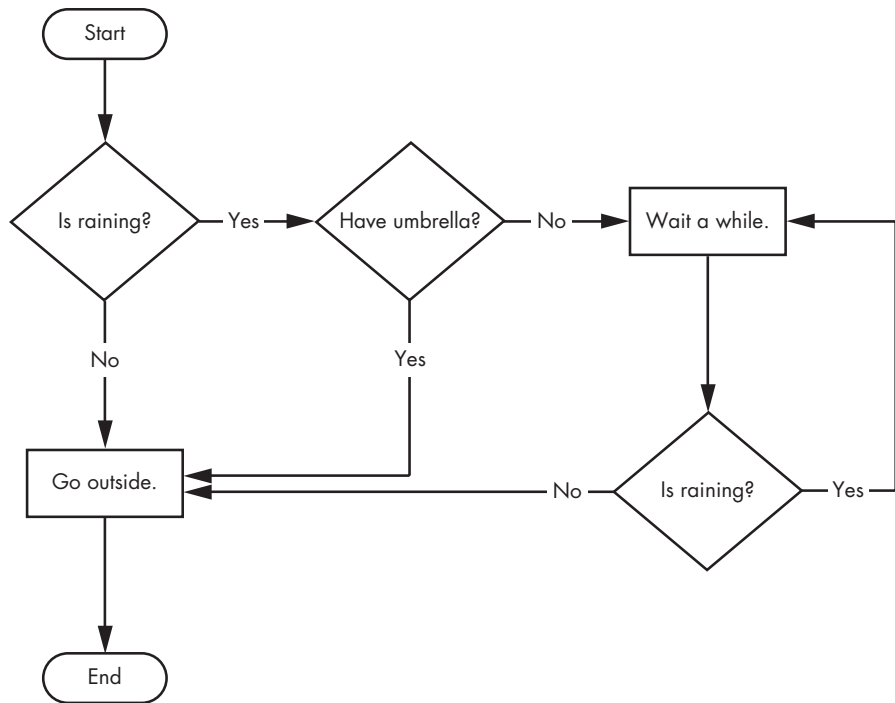 Start
Is raining?
Yes
Have umbrella?
No
Wait a while.
No
Yes
Go outside.
No
Is raining?
Yes
End